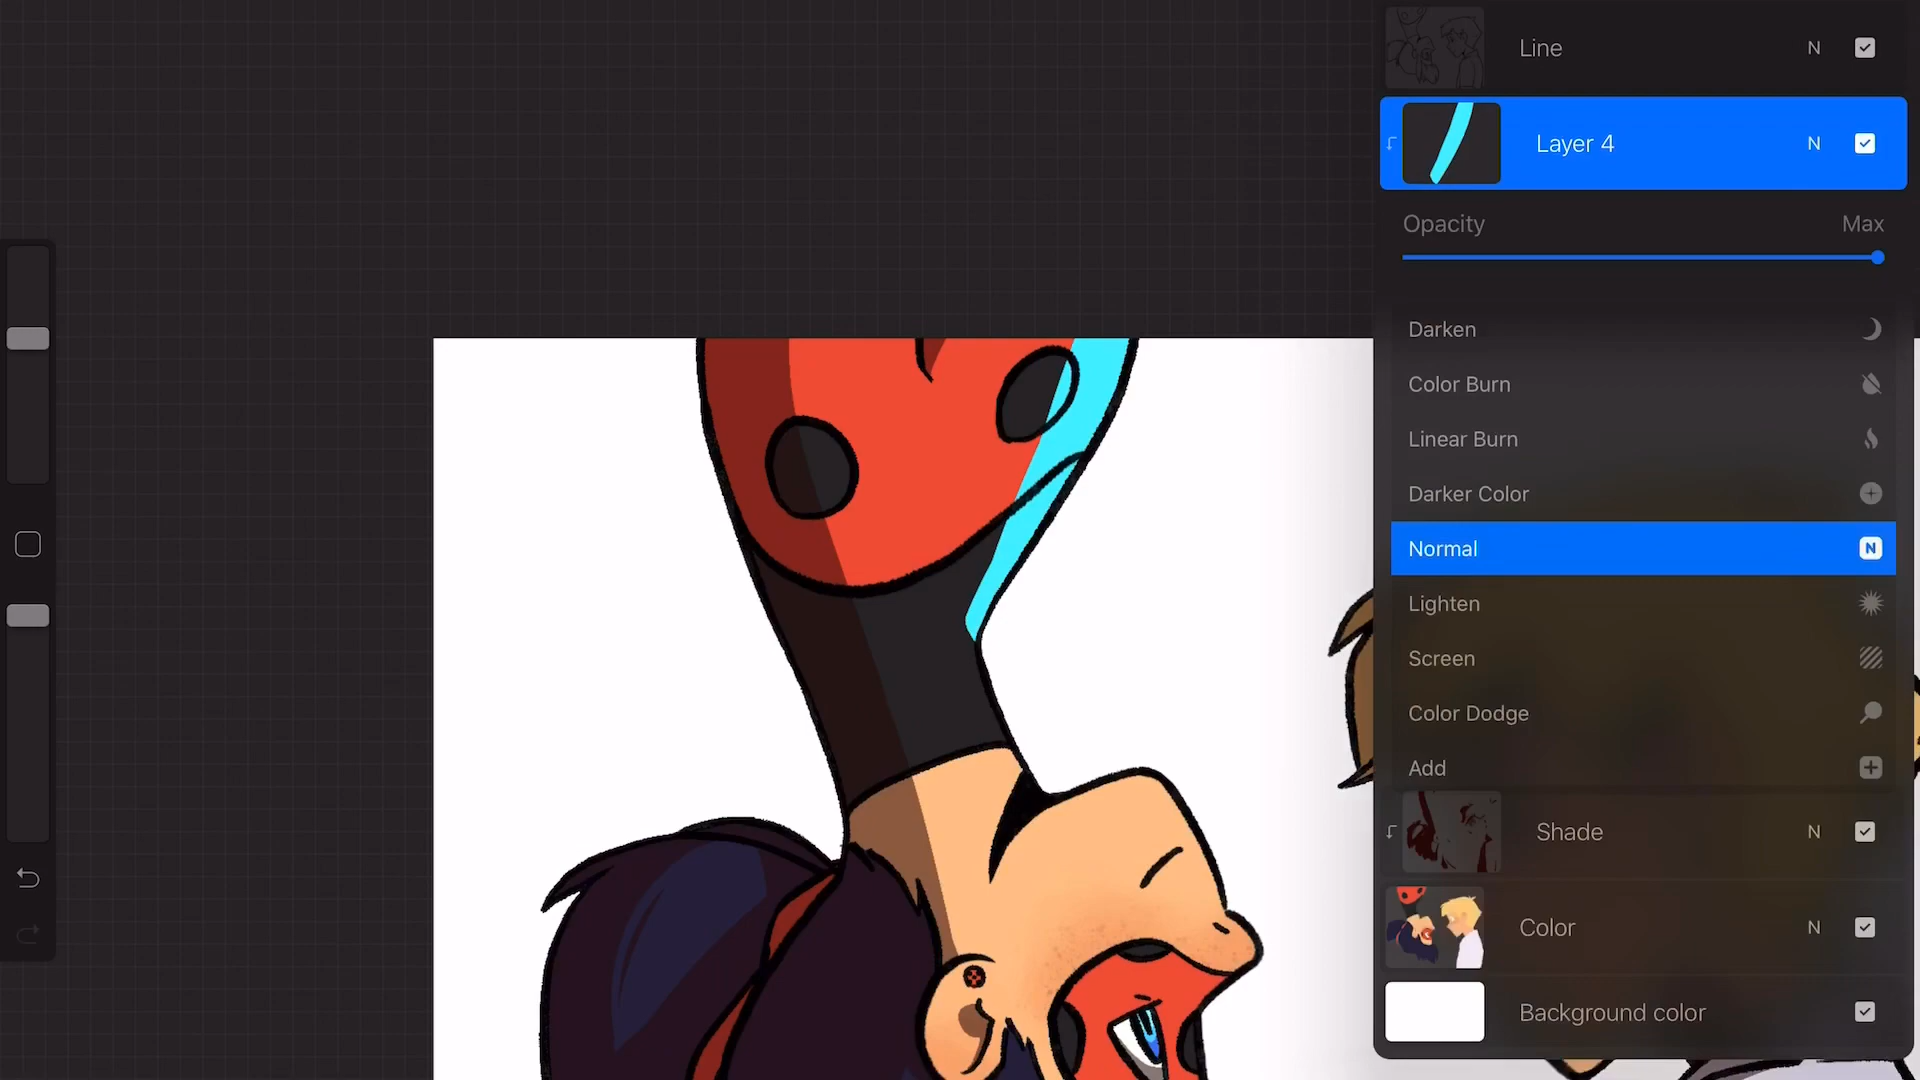 Line N
Layer 4 N
Opacity Max
Darken
Color Burn
Linear Burn
Darker Color
Normal N
Lighten
Screen
Color Dodge
Add
Shade N
Color N
Background color